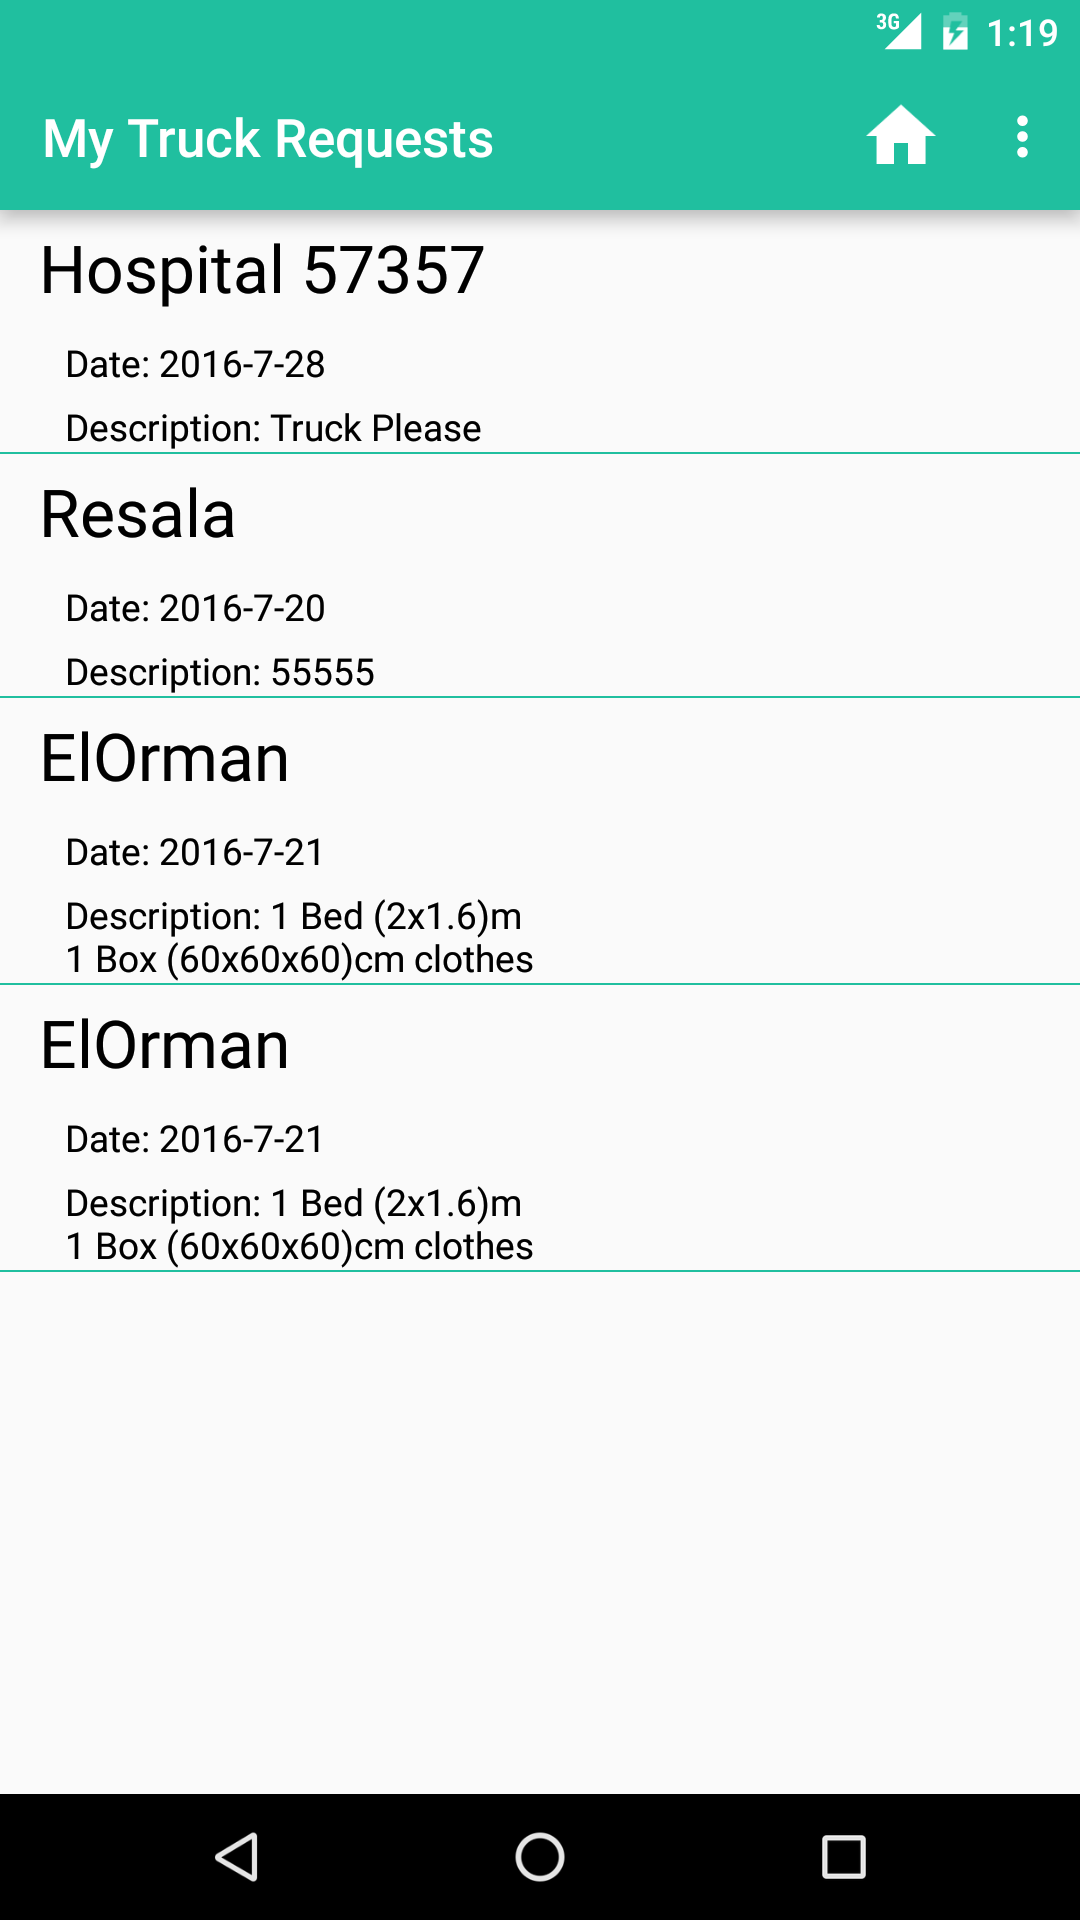 3G 1:19
My Truck Requests
Hospital 57357
Date: 2016-7-28
Description: Truck Please
Resala
Date: 2016-7-20
Description: 55555
ElOrman
Date: 2016-7-21
Description: 1 Bed (2x1.6)m
1 Box (60x60x60)cm clothes
ElOrman
Date: 2016-7-21
Description: 1 Bed (2x1.6)m
1 Box (60x60x60)cm clothes